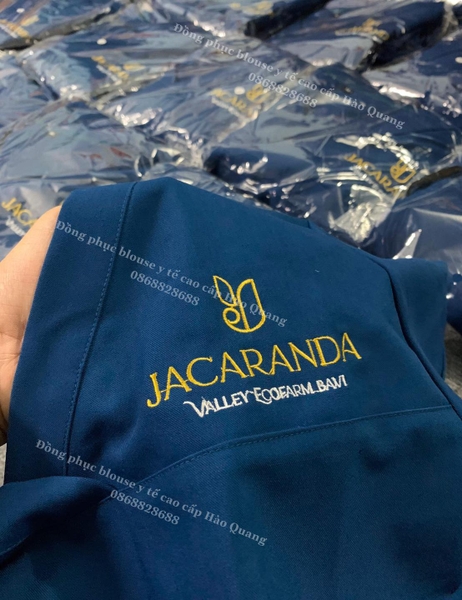 Đồng phục blouse y tế cao cấp Hào Quang
0868828688
JACARANDA
Đồng phục blouse y tế cao cấp Hào Quang
0868828688
JACARANDA
VALLEY ECOFARM BAVI
Đồng phục blouse y tế cao cấp Hào Quang
0868828688